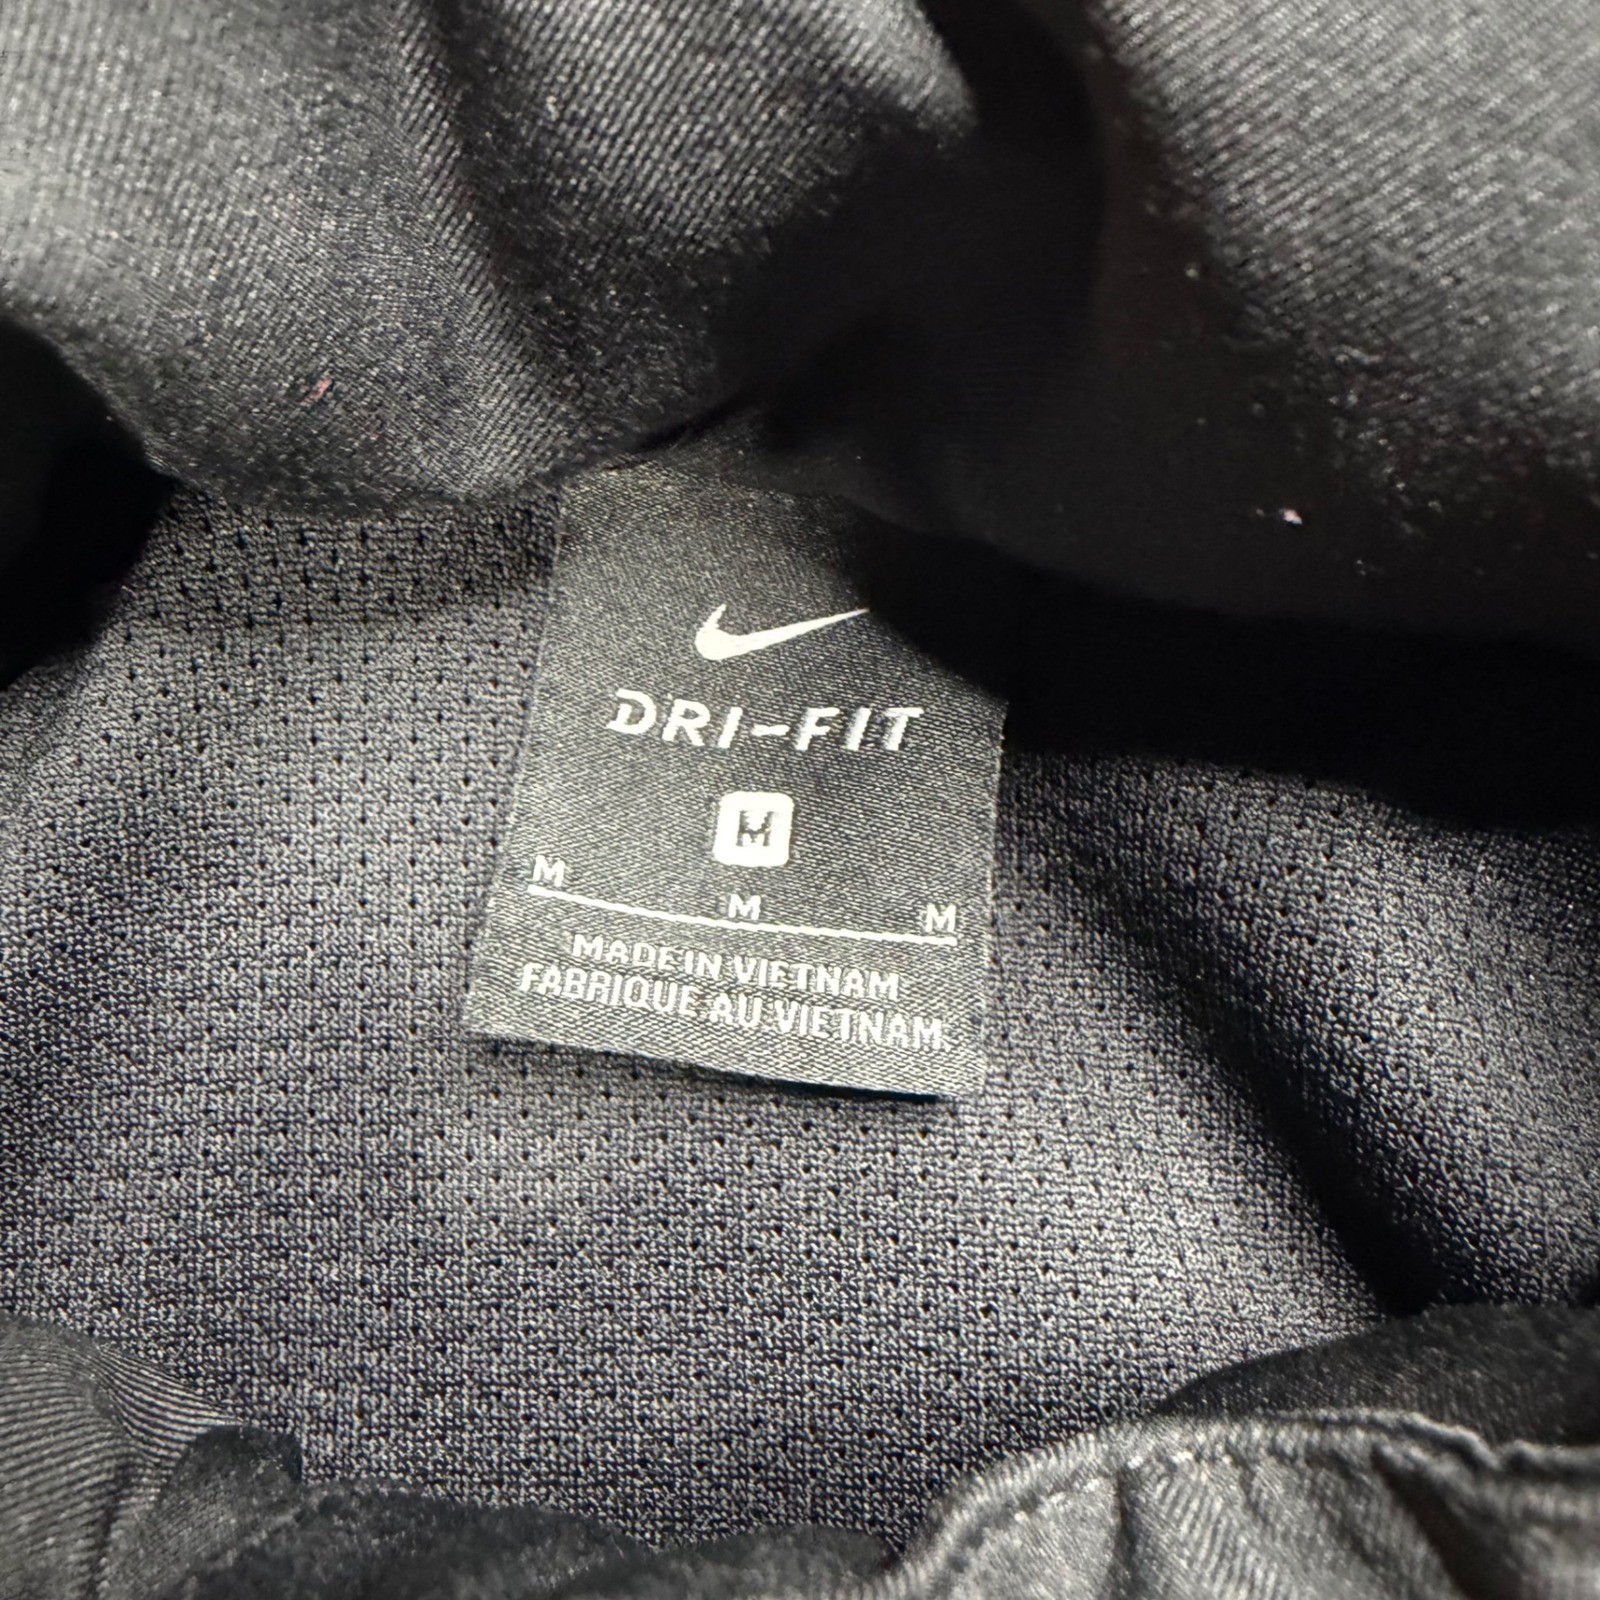 DRI-FIT
M
M M M
MADE IN VIETNAM
FABRIQUE AU VIETNAM